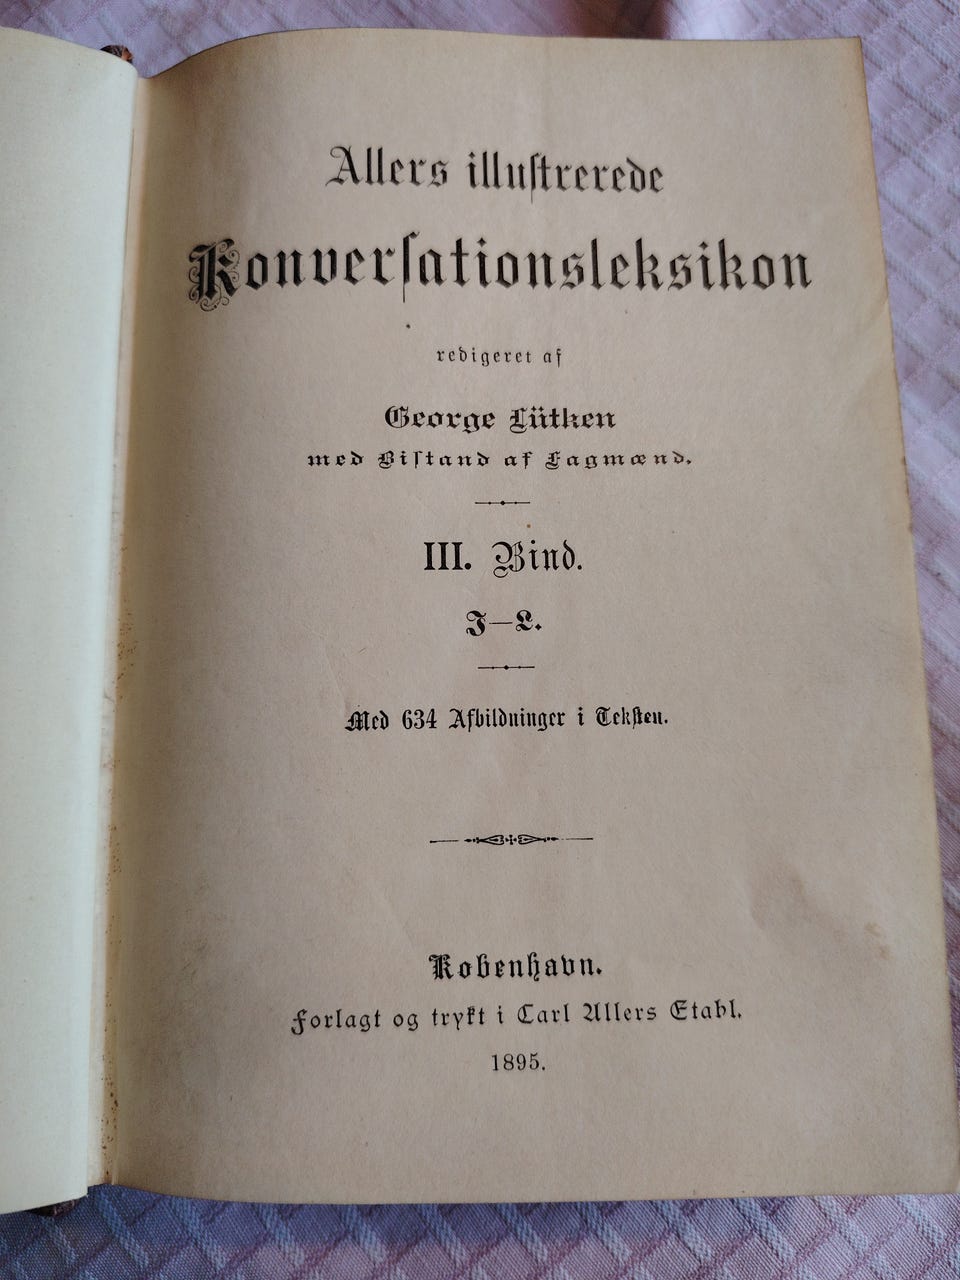 Allers illustrerede
Konversationsleksikon
redigeret af
George Lütken
med Bistand af Fagmænd.
III. Bind.
J—L.
Med 634 Afbildninger i Teksten.
København.
Forlagt og trykt i Carl Allers Etabl.
1895.